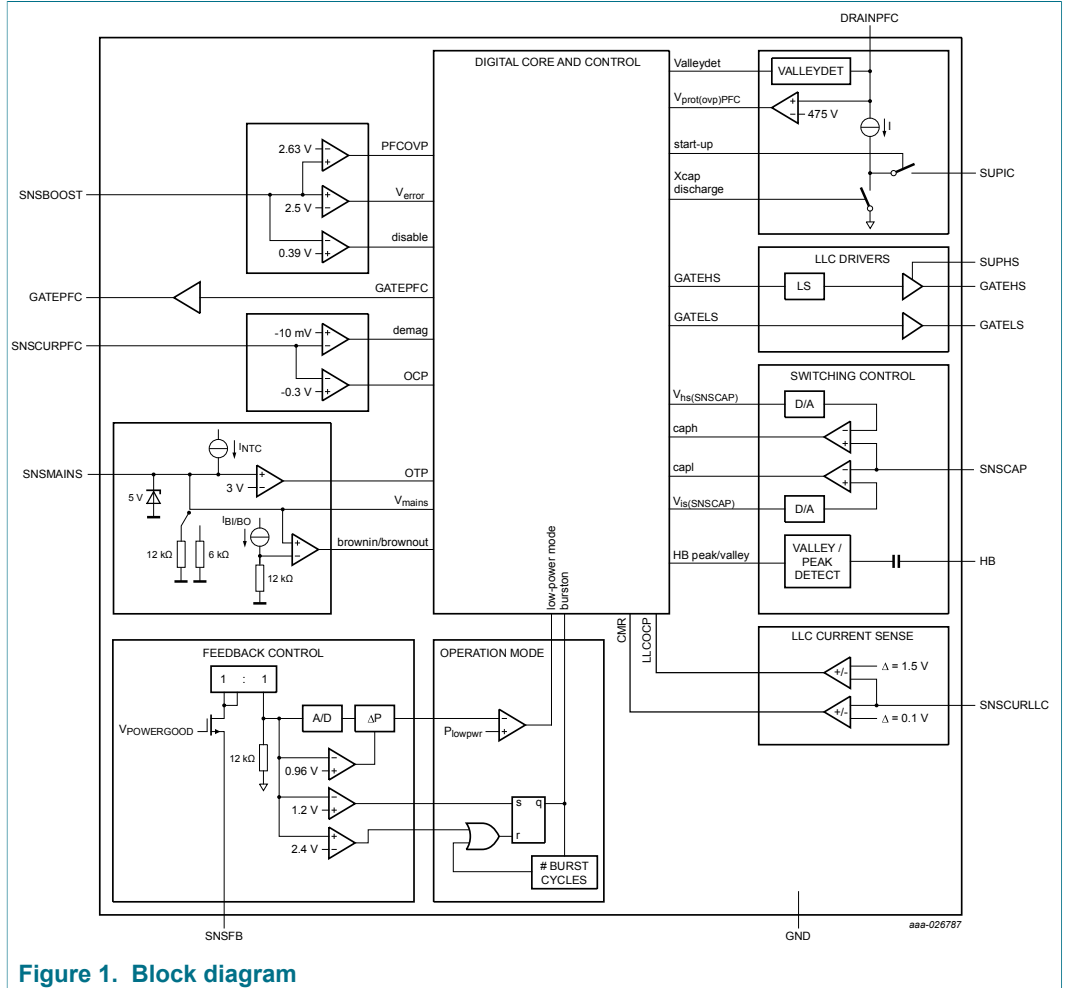 DRAINPFC
DIGITAL CORE AND CONTROL
Valleydet
VALLEYDET
Vprot(ovp)PFC
+
−
475 V
I
start-up
SUPIC
Xcap
discharge
SNSBOOST
2.63 V
−
+
PFCOVP
2.5 V
+
−
Verror
0.39 V
−
+
disable
GATEPFC
GATEPFC
SNSCURPFC
-10 mV
+
−
demag
-0.3 V
−
+
OCP
LLC DRIVERS
SUPHS
GATEHS
LS
GATEHS
GATELS
GATELS
SWITCHING CONTROL
Vhs(SNSCAP)
D/A
caph
−
+
capl
−
+
SNSCAP
Vls(SNSCAP)
D/A
HB peak/valley
VALLEY /
PEAK
DETECT
HB
SNSMAINS
INTC
3 V
+
−
OTP
5 V
Vmains
IBI/BO
+
−
brownin/brownout
12 kΩ
6 kΩ
12 kΩ
low-power mode
burston
CMR
LLCOCP
LLC CURRENT SENSE
+/-
Δ = 1.5 V
+/-
Δ = 0.1 V
SNSCURLLC
FEEDBACK CONTROL
1 : 1
VPOWERGOOD
12 kΩ
A/D
ΔP
0.96 V
−
+
1.2 V
−
+
2.4 V
+
−
SNSFB
OPERATION MODE
Plowpwr
−
+
s q
r
# BURST
CYCLES
GND
aaa-026787
Figure 1. Block diagram